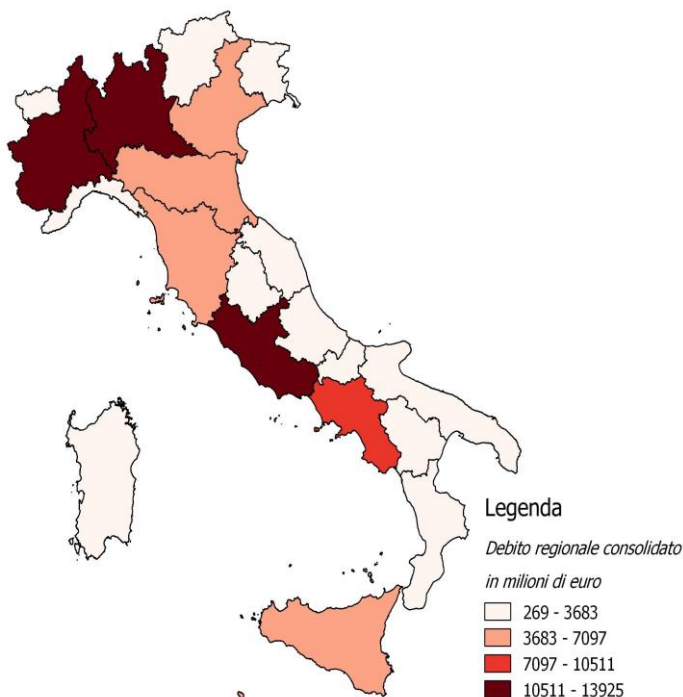 Legenda
Debito regionale consolidato
in milioni di euro
269 - 3683
3683 - 7097
7097 - 10511
10511 - 13925